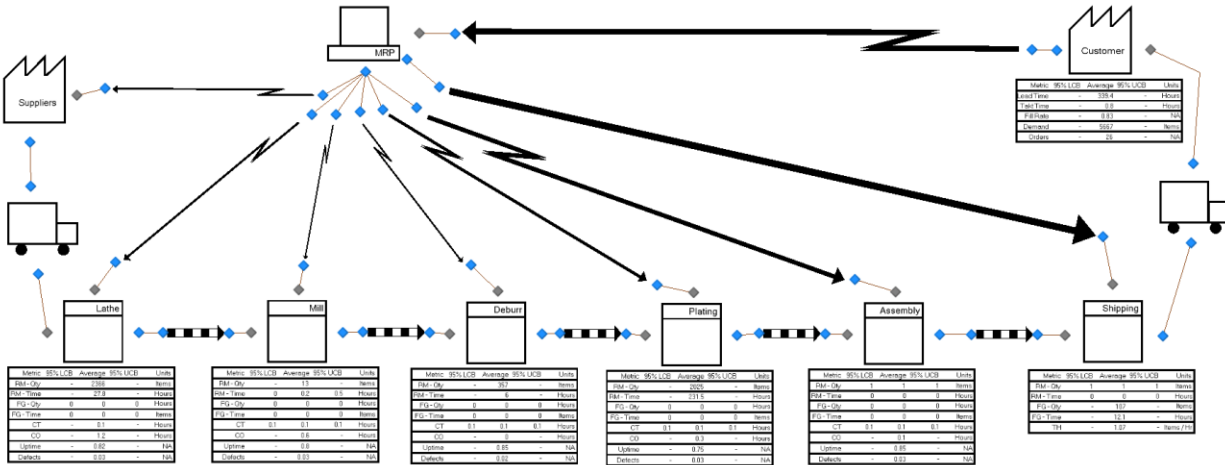 MRP
Customer
Suppliers
Metric 95% LCB Average 95% UCB Units
Lead Time - 339.4 - Hours
Takt Time - 0.8 - Hours
Fill Rate - 0.83 - NA
Demand - 5667 - Items
Orders - 26 - NA
Lathe
Mill
Deburr
Plating
Assembly
Shipping
Metric 95% LCB Average 95% UCB Units
RM - Qty - 2366 - Items
RM - Time - 27.8 - Hours
FG - Qty 0 0 0 Hours
FG - Time 0 0 0 Items
CT - 0.1 - Hours
CO - 1.2 - Hours
Uptime - 0.82 - NA
Defects - 0.03 - NA
Metric 95% LCB Average 95% UCB Units
RM - Qty - 13 - Items
RM - Time 0 0.2 0.5 Hours
FG - Qty 0 0 0 Hours
FG - Time 0 0 0 Items
CT 0.1 0.1 0.1 Hours
CO - 0.6 - Hours
Uptime - 0.8 - NA
Defects - 0.03 - NA
Metric 95% LCB Average 95% UCB Units
RM - Qty - 357 - Items
RM - Time - 6 - Hours
FG - Qty 0 0 0 Hours
FG - Time 0 0 0 Items
CT 0.1 0.1 0.1 Hours
CO - 0 - Hours
Uptime - 0.85 - NA
Defects - 0.02 - NA
Metric 95% LCB Average 95% UCB Units
RM - Qty - 2025 - Items
RM - Time - 231.5 - Hours
FG - Qty 0 0 0 Hours
FG - Time 0 0 0 Items
CT 0.1 0.1 0.1 Hours
CO - 0.3 - Hours
Uptime - 0.75 - NA
Defects - 0.03 - NA
Metric 95% LCB Average 95% UCB Units
RM - Qty 1 1 1 Items
RM - Time 0 0 0 Hours
FG - Qty 0 0 0 Hours
FG - Time 0 0 0 Items
CT 0.1 0.1 0.1 Hours
CO - 0.1 - Hours
Uptime - 0.85 - NA
Defects - 0.03 - NA
Metric 95% LCB Average 95% UCB Units
RM - Qty 1 1 1 Items
RM - Time 0 0 0 Hours
FG - Qty - 107 - Items
FG - Time - 12.1 - Hours
TH - 1.07 - Items / Hr